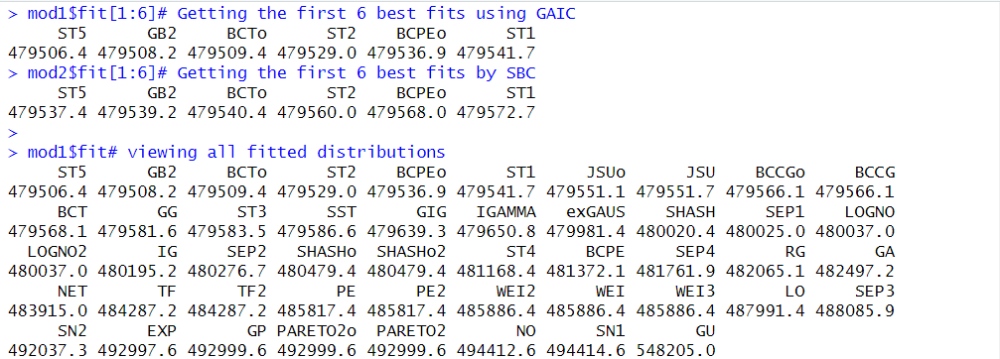 > mod1$fit[1:6]# Getting the first 6 best fits using GAIC
ST5 GB2 BCTo ST2 BCPEo ST1
479506.4 479508.2 479509.4 479529.0 479536.9 479541.7
> mod2$fit[1:6]# Getting the first 6 best fits by SBC
ST5 GB2 BCTo ST2 BCPEo ST1
479537.4 479539.2 479540.4 479560.0 479568.0 479572.7
>
> mod1$fit# viewing all fitted distributions
ST5 GB2 BCTo ST2 BCPEo ST1 JSUo JSU BCCGo BCCG
479506.4 479508.2 479509.4 479529.0 479536.9 479541.7 479551.1 479551.7 479566.1 479566.1
BCT GG ST3 SST GIG IGAMMA exGAUS SHASH SEP1 LOGNO
479568.1 479581.6 479583.5 479586.6 479639.3 479650.8 479981.4 480020.4 480025.0 480037.0
LOGNO2 IG SEP2 SHASHo SHASHo2 ST4 BCPE SEP4 RG GA
480037.0 480195.2 480276.7 480479.4 480479.4 481168.4 481372.1 481761.9 482065.1 482497.2
NET TF TF2 PE PE2 WEI2 WEI WEI3 LO SEP3
483915.0 484287.2 484287.2 485817.4 485817.4 485886.4 485886.4 485886.4 487991.4 488085.9
SN2 EXP GP PARETO2o PARETO2 NO SN1 GU
492037.3 492997.6 492999.6 492999.6 492999.6 494412.6 494414.6 548205.0